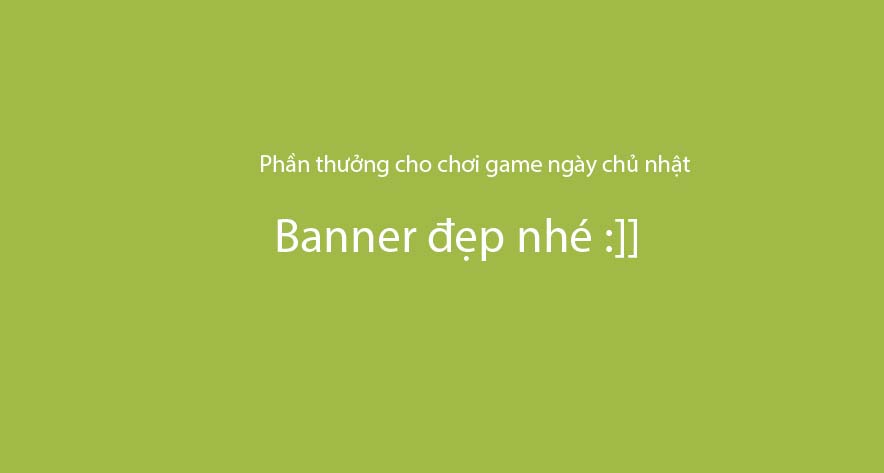 Phần thưởng cho chơi game ngày chủ nhật
Banner đẹp nhé :]]